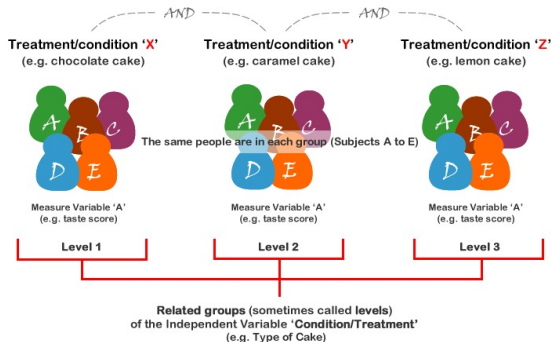 AND
AND
Treatment/condition ‘X’
(e.g. chocolate cake)
Treatment/condition ‘Y’
(e.g. caramel cake)
Treatment/condition ‘Z’
(e.g. lemon cake)
A B C
D E
A B C
D E
A B C
D E
The same people are in each group (Subjects A to E)
Measure Variable ‘A’
(e.g. taste score)
Measure Variable ‘A’
(e.g. taste score)
Measure Variable ‘A’
(e.g. taste score)
Level 1
Level 2
Level 3
Related groups (sometimes called levels)
of the Independent Variable ‘Condition/Treatment’
(e.g. Type of Cake)